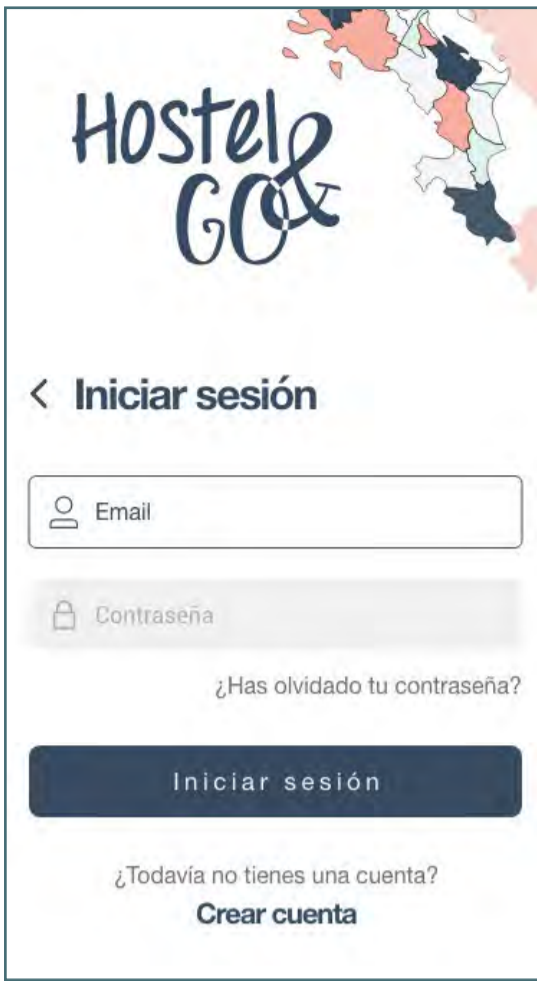 Hostel
& GO
Iniciar sesión
Email
Contraseña
¿Has olvidado tu contraseña?
Iniciar sesión
¿Todavía no tienes una cuenta?
Crear cuenta